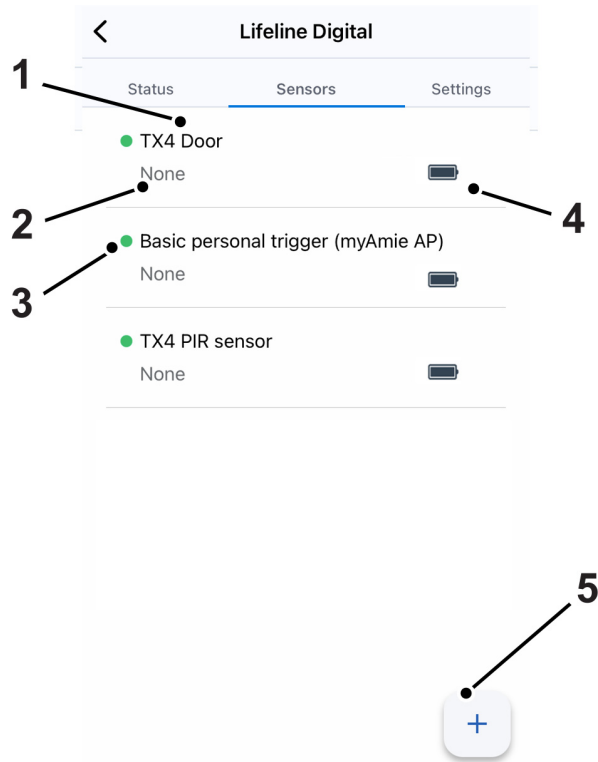 Lifeline Digital
1
Status Sensors Settings
TX4 Door
None
2
4
Basic personal trigger (myAmie AP)
None
3
TX4 PIR sensor
None
5
+